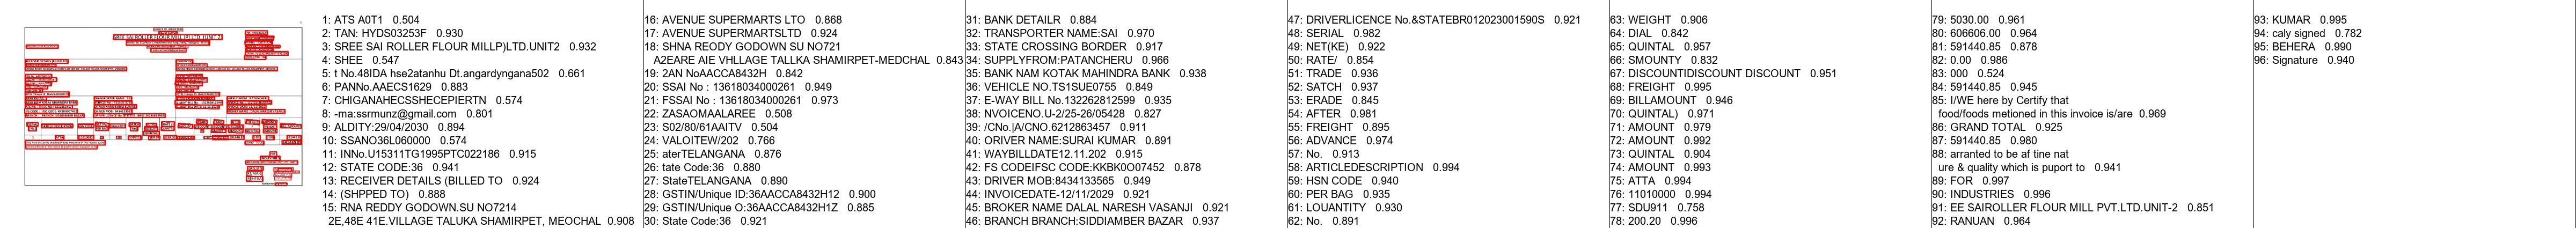 1: ATS A0T1 0.504
2: TAN: HYDS03253F 0.930
3: SREE SAI ROLLER FLOUR MILLP)LTD.UNIT2 0.932
4: SHEE 0.547
5: t No.48IDA hse2atanhu Dt.angardyngana502 0.661
6: PANNo.AAECS1629 0.883
7: CHIGANAHECSSHECEPIERTN 0.574
8: -ma:ssrmunz@gmail.com 0.801
9: ALDITY:29/04/2030 0.894
10: SSANO36L060000 0.574
11: INNo.U15311TG1995PTC022186 0.915
12: STATE CODE:36 0.941
13: RECEIVER DETAILS (BILLED TO 0.924
14: (SHPPED TO) 0.888
15: RNA REDDY GODOWN.SU NO7214
2E,48E 41E.VILLAGE TALUKA SHAMIRPET, MEOCHAL 0.908
16: AVENUE SUPERMARTS LTO 0.868
17: AVENUE SUPERMARTSLTD 0.924
18: SHNA REODY GODOWN SU NO721
A2EARE AIE VHLLAGE TALLKA SHAMIRPET-MEDCHAL 0.843
19: 2AN NoAACCA8432H 0.842
20: SSAI No : 13618034000261 0.949
21: FSSAI No : 13618034000261 0.973
22: ZASAOMAALAREE 0.508
23: S02/80/61AAITV 0.504
24: VALOITEW/202 0.766
25: aterTELANGANA 0.876
26: tate Code:36 0.880
27: StateTELANGANA 0.890
28: GSTIN/Unique ID:36AACCA8432H12 0.900
29: GSTIN/Unique O:36AACCA8432H1Z 0.885
30: State Code:36 0.921
31: BANK DETAILR 0.884
32: TRANSPORTER NAME:SAI 0.970
33: STATE CROSSING BORDER 0.917
34: SUPPLYFROM:PATANCHERU 0.966
35: BANK NAM KOTAK MAHINDRA BANK 0.938
36: VEHICLE NO.TS1SUE0755 0.849
37: E-WAY BILL No.132262812599 0.935
38: NVOICENO.U-2/25-26/05428 0.827
39: /CNo.|A/CNO.6212863457 0.911
40: ORIVER NAME:SURAI KUMAR 0.891
41: WAYBILLDATE12.11.202 0.915
42: FS CODEIFSC CODE:KKBK0O07452 0.878
43: DRIVER MOB:8434133565 0.949
44: INVOICEDATE-12/11/2029 0.921
45: BROKER NAME DALAL NARESH VASANJI 0.921
46: BRANCH BRANCH:SIDDIAMBER BAZAR 0.937
47: DRIVERLICENCE No.&STATEBR012023001590S 0.921
48: SERIAL 0.982
49: NET(KE) 0.922
50: RATE/ 0.854
51: TRADE 0.936
52: SATCH 0.937
53: ERADE 0.845
54: AFTER 0.981
55: FREIGHT 0.895
56: ADVANCE 0.974
57: No. 0.913
58: ARTICLEDESCRIPTION 0.994
59: HSN CODE 0.940
60: PER BAG 0.935
61: LOUANTITY 0.930
62: No. 0.891
63: WEIGHT 0.906
64: DIAL 0.842
65: QUINTAL 0.957
66: SMOUNTY 0.832
67: DISCOUNTIDISCOUNT DISCOUNT 0.951
68: FREIGHT 0.995
69: BILLAMOUNT 0.946
70: QUINTAL) 0.971
71: AMOUNT 0.979
72: AMOUNT 0.992
73: QUINTAL 0.904
74: AMOUNT 0.993
75: ATTA 0.994
76: 11010000 0.994
77: SDU911 0.758
78: 200.20 0.996
79: 5030.00 0.961
80: 606606.00 0.964
81: 591440.85 0.878
82: 0.00 0.986
83: 000 0.524
84: 591440.85 0.945
85: I/WE here by Certify that
food/foods metioned in this invoice is/are 0.969
86: GRAND TOTAL 0.925
87: 591440.85 0.980
88: arranted to be af tine nat
ure & quality which is puport to 0.941
89: FOR 0.997
90: INDUSTRIES 0.996
91: EE SAIROLLER FLOUR MILL PVT.LTD.UNIT-2 0.851
92: RANUAN 0.964
93: KUMAR 0.995
94: caly signed 0.782
95: BEHERA 0.990
96: Signature 0.940